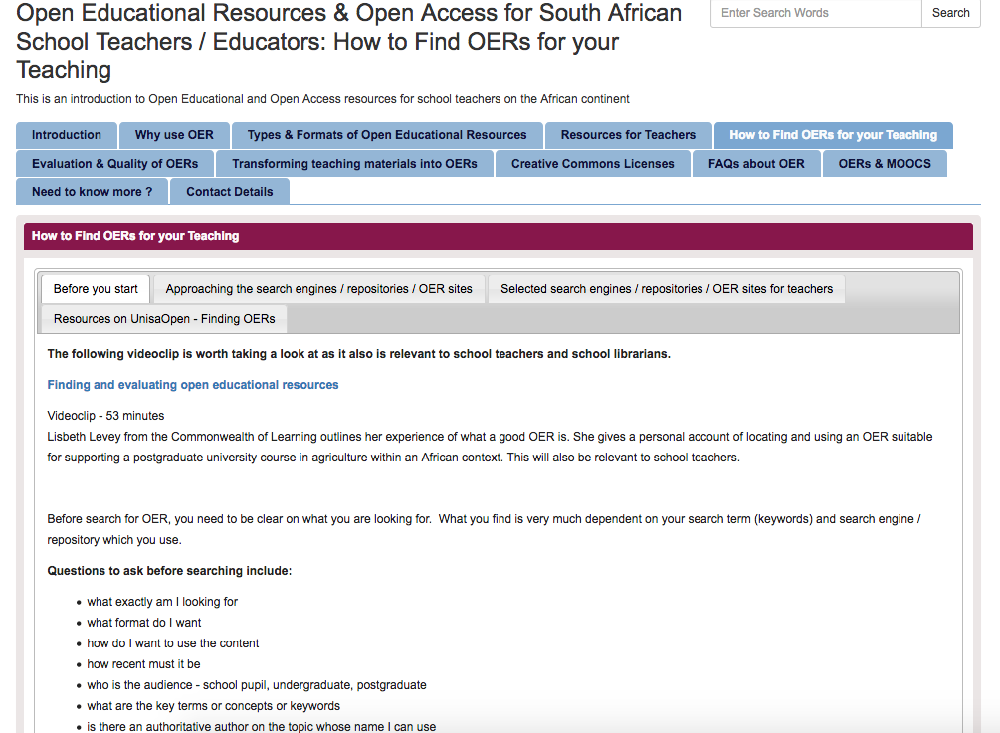 Open Educational Resources & Open Access for South African
School Teachers / Educators: How to Find OERs for your
Teaching
Enter Search Words
Search
This is an introduction to Open Educational and Open Access resources for school teachers on the African continent
Introduction
Why use OER
Types & Formats of Open Educational Resources
Resources for Teachers
How to Find OERs for your Teaching
Evaluation & Quality of OERs
Transforming teaching materials into OERs
Creative Commons Licenses
FAQs about OER
OERs & MOOCS
Need to know more ?
Contact Details
How to Find OERs for your Teaching
Before you start
Approaching the search engines / repositories / OER sites
Selected search engines / repositories / OER sites for teachers
Resources on UnisaOpen - Finding OERs
The following videoclip is worth taking a look at as it also is relevant to school teachers and school librarians.
Finding and evaluating open educational resources
Videoclip - 53 minutes
Lisbeth Levey from the Commonwealth of Learning outlines her experience of what a good OER is. She gives a personal account of locating and using an OER suitable
for supporting a postgraduate university course in agriculture within an African context. This will also be relevant to school teachers.
Before search for OER, you need to be clear on what you are looking for.  What you find is very much dependent on your search term (keywords) and search engine /
repository which you use.
Questions to ask before searching include:
• what exactly am I looking for
• what format do I want
• how do I want to use the content
• how recent must it be
• who is the audience - school pupil, undergraduate, postgraduate
• what are the key terms or concepts or keywords
• is there an authoritative author on the topic whose name I can use